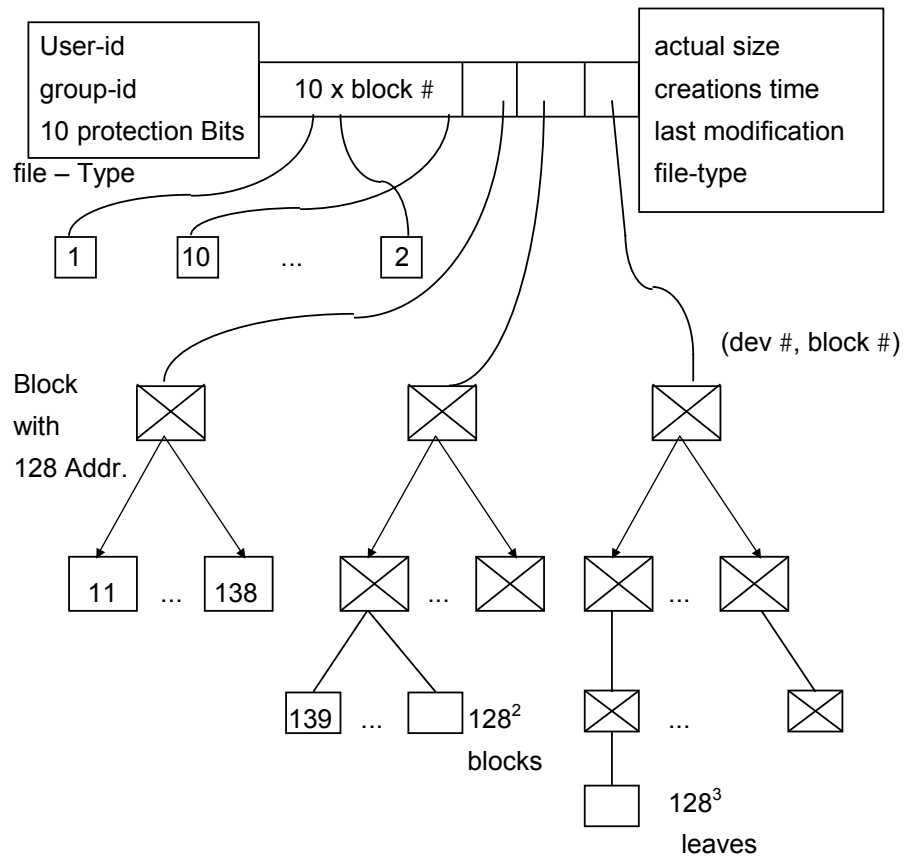 User-id
group-id
10 protection Bits
file – Type
10 x block #
actual size
creations time
last modification
file-type
1
10
...
2
(dev #, block #)
Block
with
128 Addr.
11
...
138
...
...
139
...
128²
blocks
...
128³
leaves